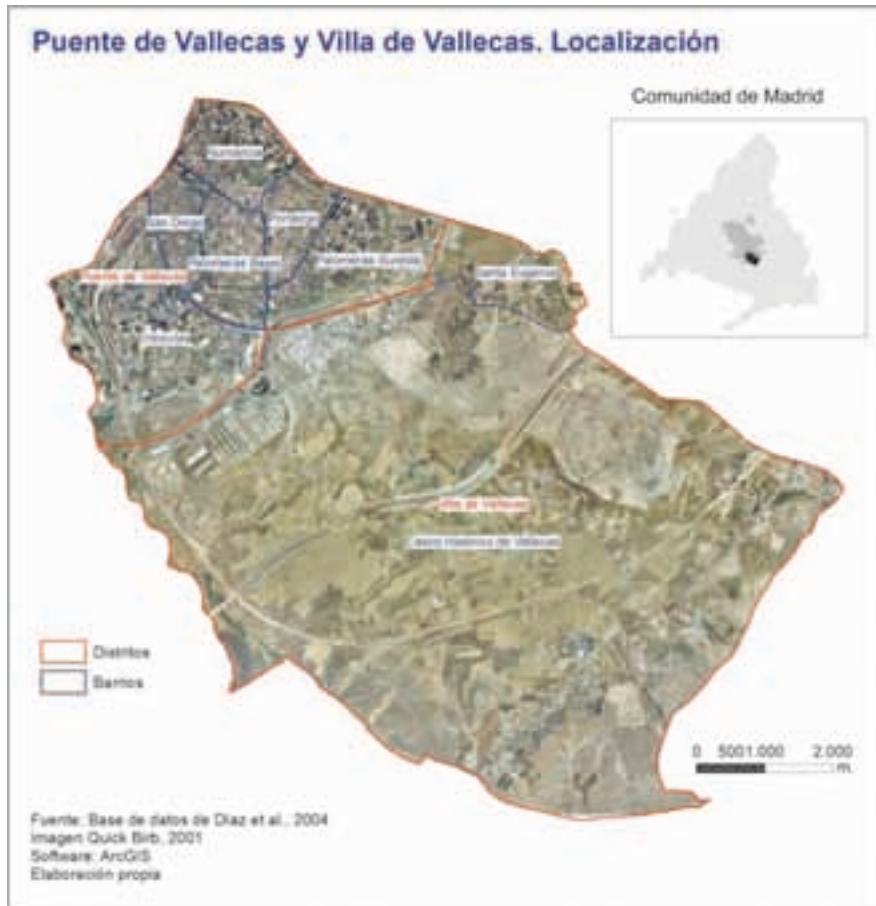 Puente de Vallecas y Villa de Vallecas. Localización
Comunidad de Madrid
Numancia
San Diego
Portazgo
Palomeras Bajas
Palomeras Sureste
Puente de Vallecas
Santa Eugenia
Villa de Vallecas
Casco Histórico de Vallecas
Distritos
Barrios
0 5001.000 2.000
m.
Fuente: Base de datos de Diaz et al., 2004
Imagen Quick Birb, 2001
Software: ArcGIS
Elaboración propia